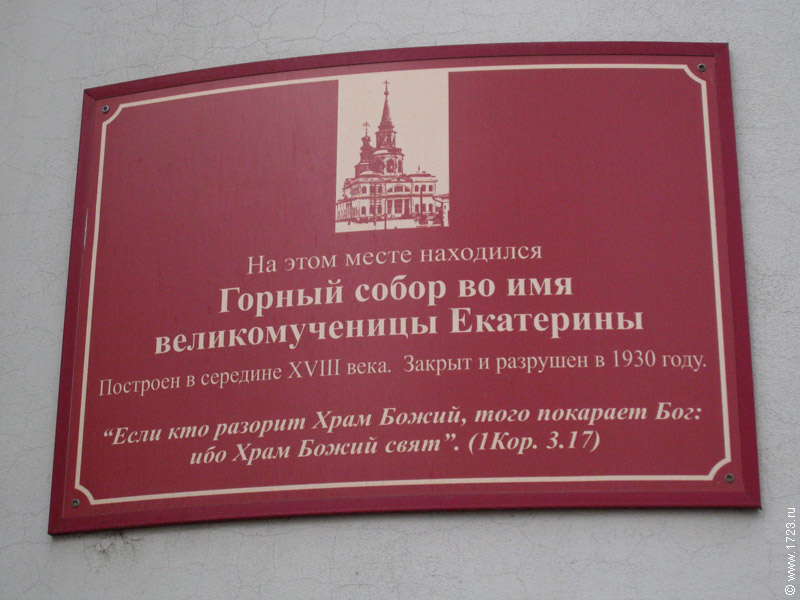 На этом месте находился
Горный собор во имя
великомученицы Екатерины
Построен в середине XVIII века. Закрыт и разрушен в 1930 году.
“Если кто разорит Храм Божий, того покарает Бог:
ибо Храм Божий свят”. (1Кор. 3.17)
© www.1723.ru